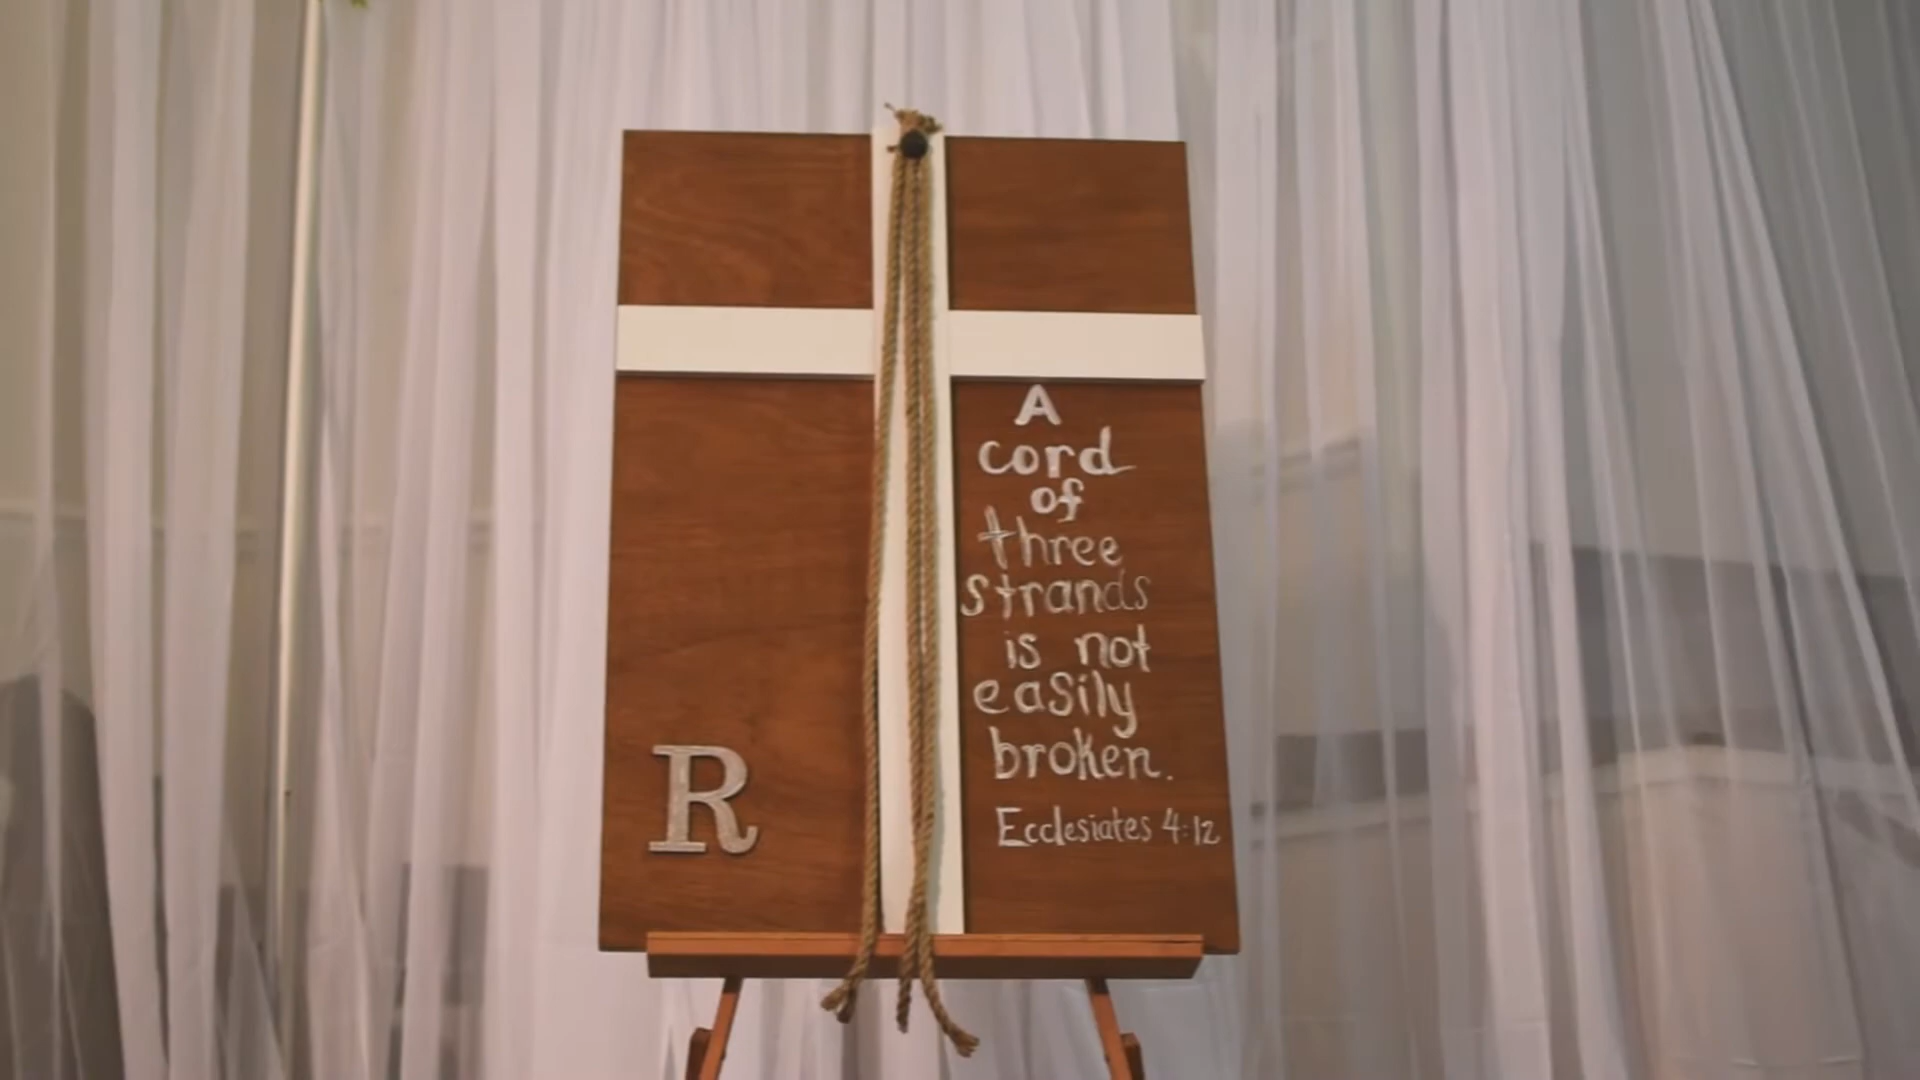 A
cord
of
three
strands
is not
easily
broken.
Ecclesiates 4:12
R